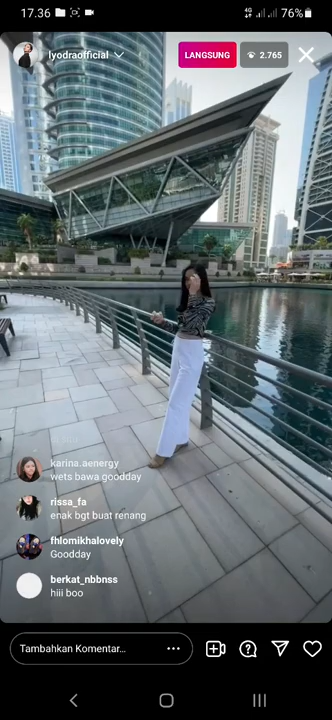 17.36
4G
76%
lyodraofficial
LANGSUNG
2.765
karina.aenergy
wets bawa goodday
rissa_fa
enak bgt buat renang
fhlomikhalovely
Goodday
berkat_nbbnss
hiii boo
Tambahkan Komentar...